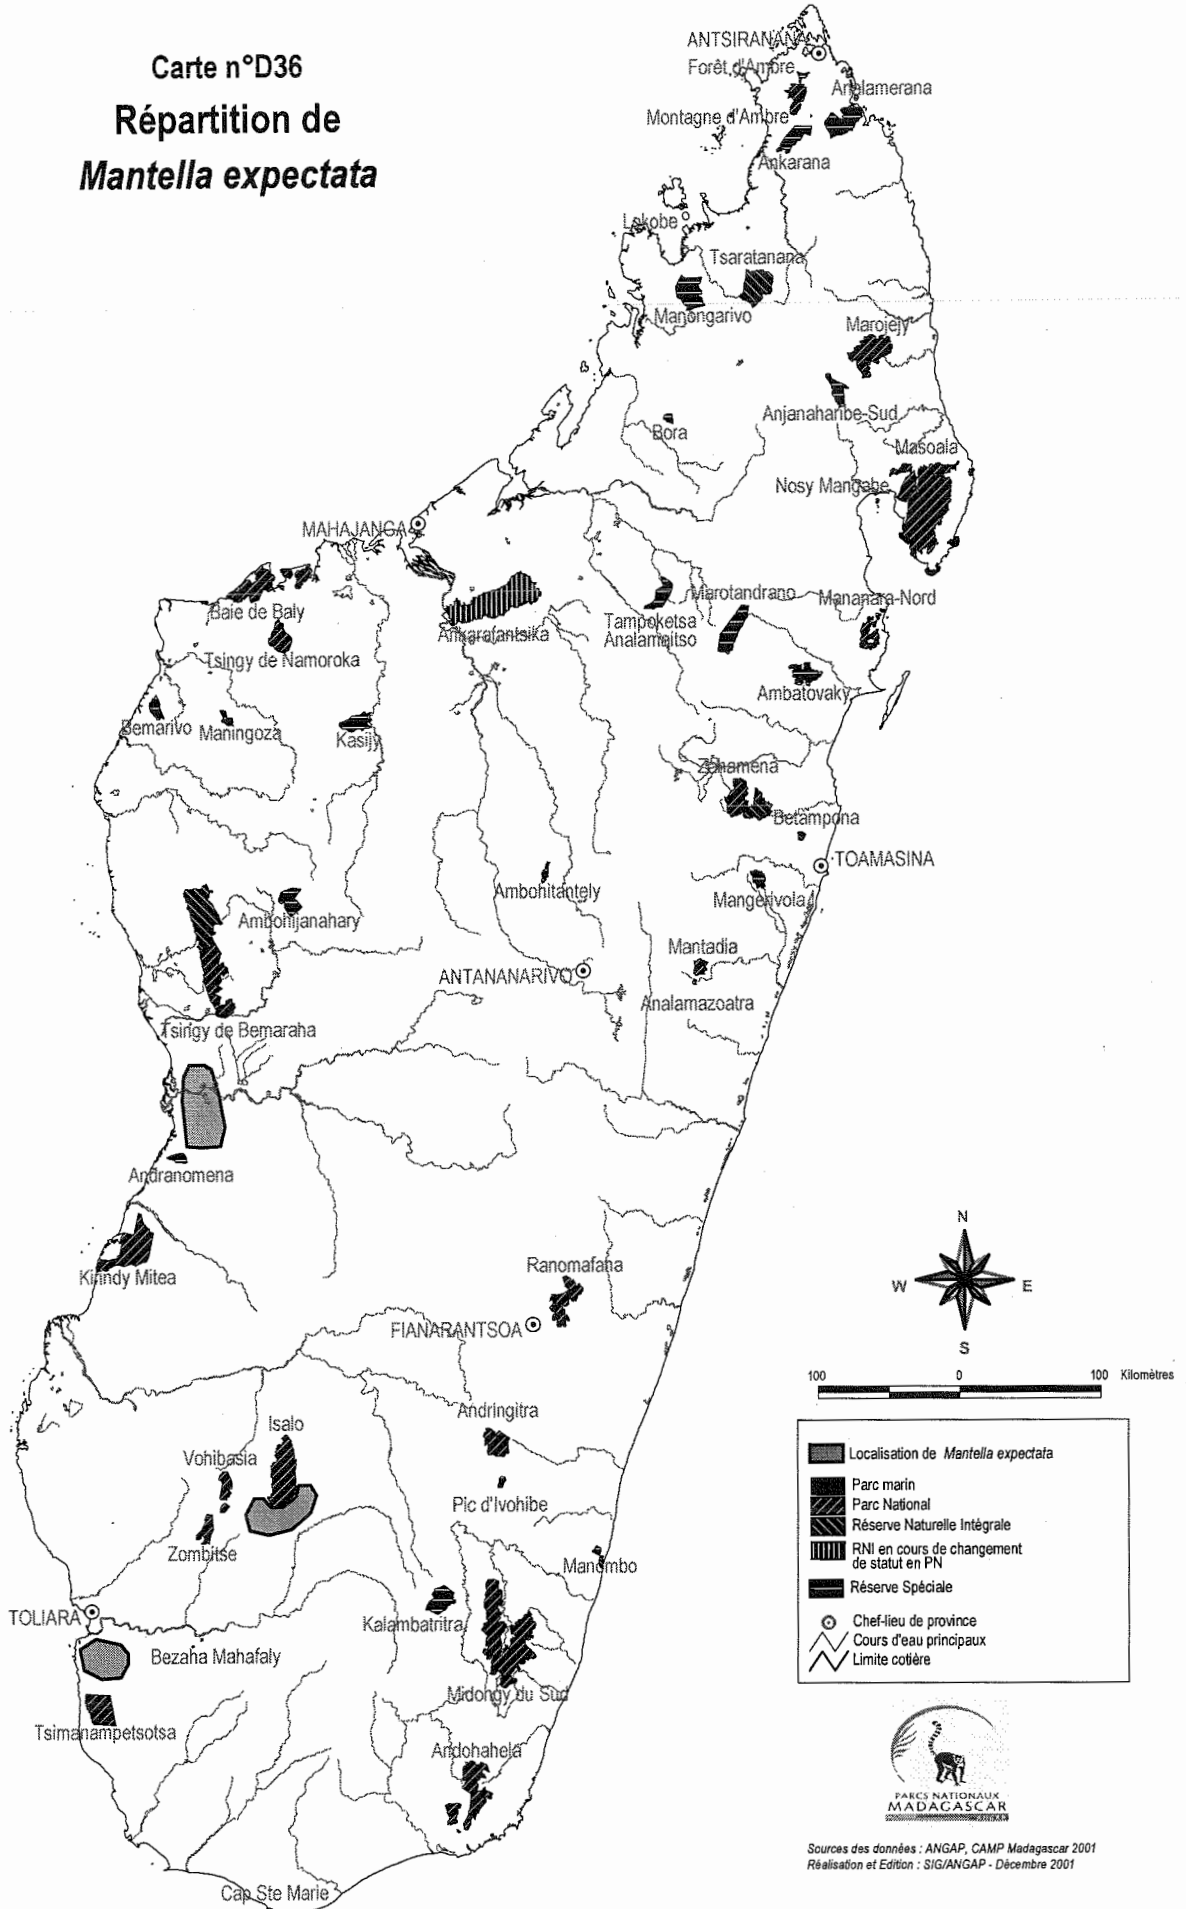 Carte n°D36
Répartition de
Mantella expectata
ANTSIRANANA
Forêt d'Ambre
Analamerana
Montagne d'Ambre
Ankarana
Lokobe
Tsaratanana
Manongarivo
Marojejy
Anjanaharibe-Sud
Bora
Masoala
Nosy Mangabe
MAHAJANGA
Baie de Baly
Ankarafantsika
Marotandrano
Mananara-Nord
Tampoketsa
Analamaitso
Tsingy de Namoroka
Ambatovaky
Bemarivo
Maningoza
Kasijy
Zahamena
Betampona
TOAMASINA
Ambohitantely
Mangerivola
Ambohijanahary
Mantadia
ANTANANARIVO
Analamazoatra
Tsingy de Bemaraha
Andranomena
Kirindy Mitea
Ranomafana
FIANARANTSOA
Andringitra
Isalo
Vohibasia
Pic d'Ivohibe
Zombitse
Manombo
TOLIARA
Kalambatritra
Bezaha Mahafaly
Midongy du Sud
Tsimanampetsotsa
Andohahela
Cap Ste Marie
N
W
E
S
100 0 100 Kilomètres
Localisation de Mantella expectata
Parc marin
Parc National
Réserve Naturelle Intègrale
RNI en cours de changement
de statut en PN
Réserve Spéciale
Chef-lieu de province
Cours d'eau principaux
Limite cotière
PARCS NATIONAUX
MADAGASCAR
Sources des données : ANGAP, CAMP Madagascar 2001
Réalisation et Edition : SIG/ANGAP - Décembre 2001